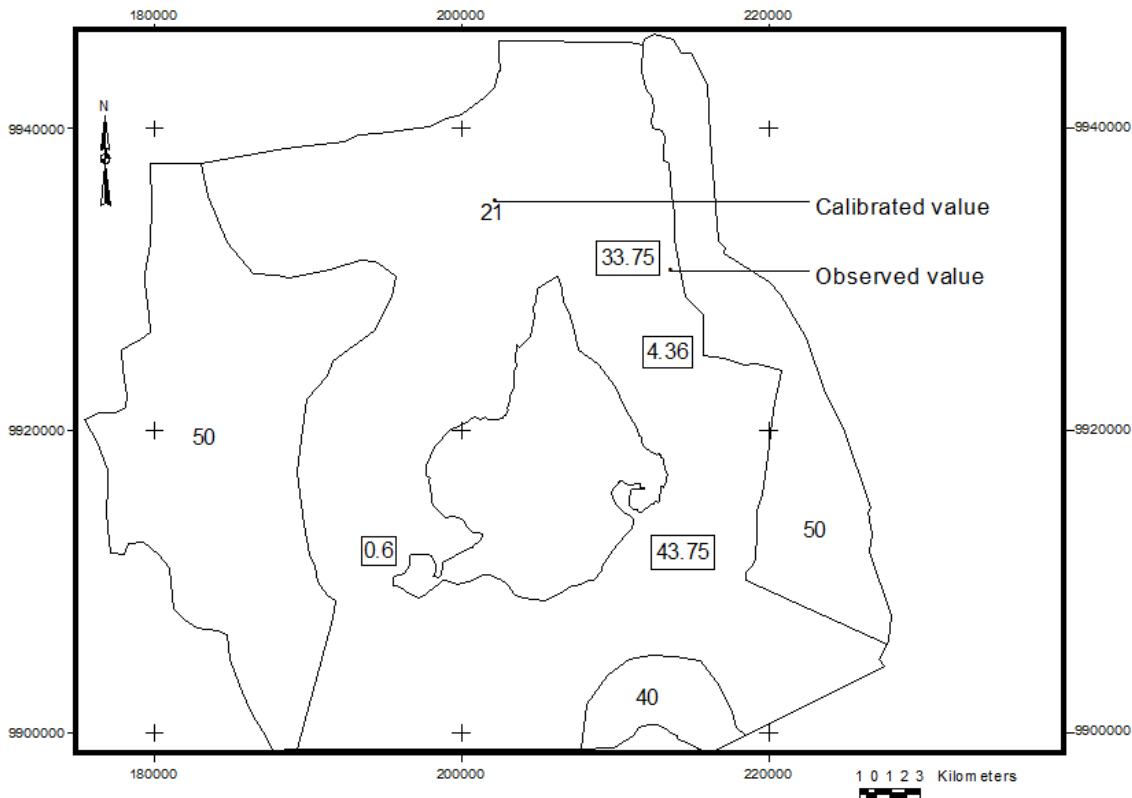 180000 200000 220000
N
9940000 9940000
21 Calibrated value
33.75
Observed value
4.36
9920000 9920000
50
50
0.6 43.75
40
9900000 9900000
180000 200000 220000
1 0 1 2 3 Kilometers